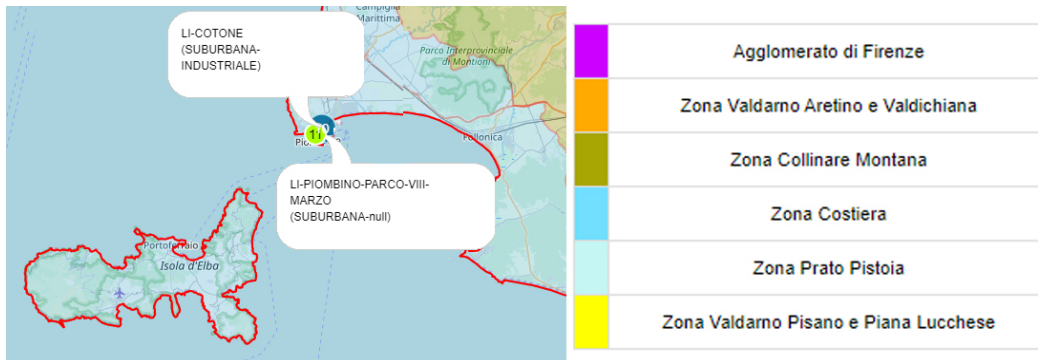 Campiglia
Marittima
LI-COTONE
(SUBURBANA-
INDUSTRIALE)
Parco Interprovinciale
di Montioni
Follonica
LI-PIOMBINO-PARCO-VIII-
MARZO
(SUBURBANA-null)
Portoferraio
Isola d'Elba
Agglomerato di Firenze
Zona Valdarno Aretino e Valdichiana
Zona Collinare Montana
Zona Costiera
Zona Prato Pistoia
Zona Valdarno Pisano e Piana Lucchese